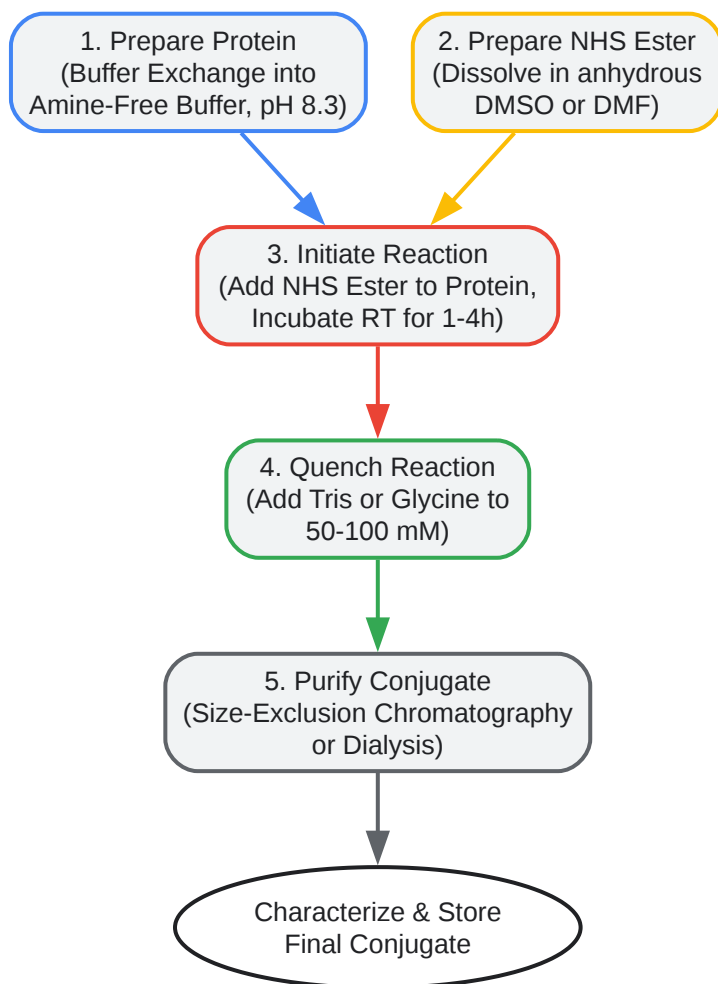 1. Prepare Protein
(Buffer Exchange into
Amine-Free Buffer, pH 8.3)
2. Prepare NHS Ester
(Dissolve in anhydrous
DMSO or DMF)
3. Initiate Reaction
(Add NHS Ester to Protein,
Incubate RT for 1-4h)
4. Quench Reaction
(Add Tris or Glycine to
50-100 mM)
5. Purify Conjugate
(Size-Exclusion Chromatography
or Dialysis)
Characterize & Store
Final Conjugate